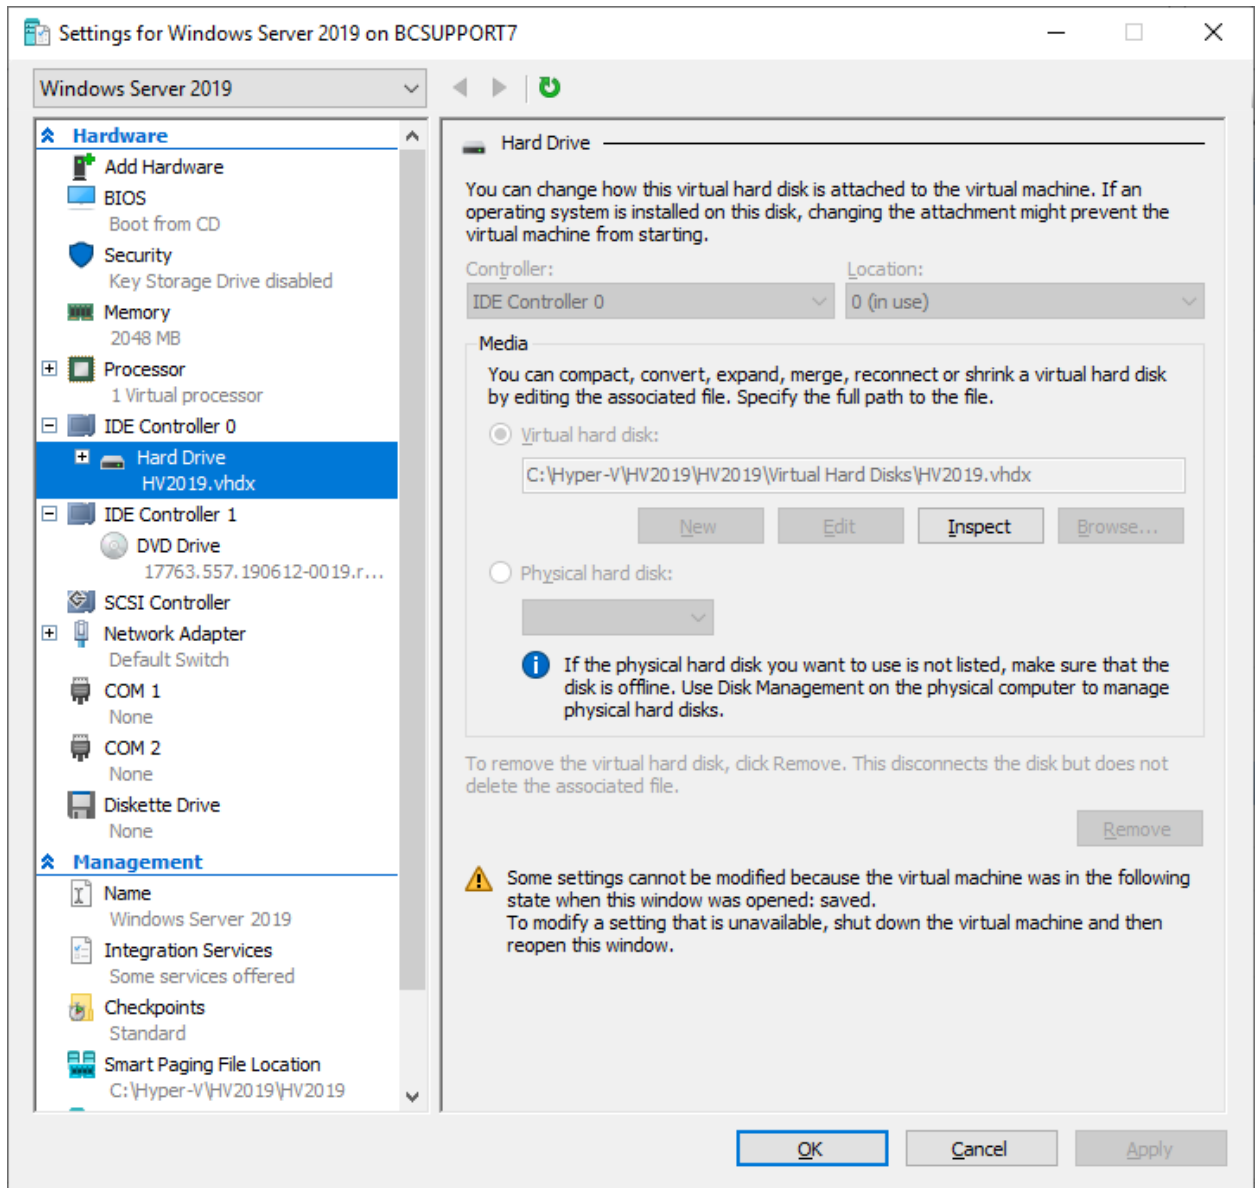 Settings for Windows Server 2019 on BCSUPPORT7
Windows Server 2019
Hardware
Add Hardware
BIOS
Boot from CD
Security
Key Storage Drive disabled
Memory
2048 MB
Processor
1 Virtual processor
IDE Controller 0
Hard Drive
HV2019.vhdx
IDE Controller 1
DVD Drive
17763.557.190612-0019.r...
SCSI Controller
Network Adapter
Default Switch
COM 1
None
COM 2
None
Diskette Drive
None
Management
Name
Windows Server 2019
Integration Services
Some services offered
Checkpoints
Standard
Smart Paging File Location
C:\Hyper-V\HV2019\HV2019
Hard Drive
You can change how this virtual hard disk is attached to the virtual machine. If an
operating system is installed on this disk, changing the attachment might prevent the
virtual machine from starting.
Controller:
Location:
IDE Controller 0
0 (in use)
Media
You can compact, convert, expand, merge, reconnect or shrink a virtual hard disk
by editing the associated file. Specify the full path to the file.
Virtual hard disk:
C:\Hyper-V\HV2019\HV2019\Virtual Hard Disks\HV2019.vhdx
New
Edit
Inspect
Browse...
Physical hard disk:
If the physical hard disk you want to use is not listed, make sure that the
disk is offline. Use Disk Management on the physical computer to manage
physical hard disks.
To remove the virtual hard disk, click Remove. This disconnects the disk but does not
delete the associated file.
Remove
Some settings cannot be modified because the virtual machine was in the following
state when this window was opened: saved.
To modify a setting that is unavailable, shut down the virtual machine and then
reopen this window.
OK
Cancel
Apply